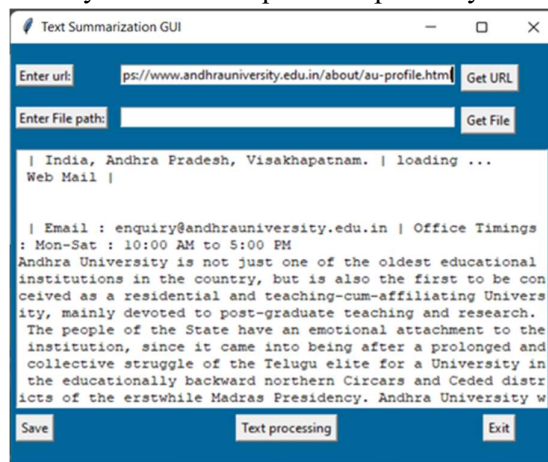 Text Summarization GUI
Enter url: ps://www.andhrauniversity.edu.in/about/au-profile.html Get URL
Enter File path: Get File
| India, Andhra Pradesh, Visakhapatnam. | loading ...
Web Mail |
| Email : enquiry@andhrauniversity.edu.in | Office Timings
: Mon-Sat : 10:00 AM to 5:00 PM
Andhra University is not just one of the oldest educational
institutions in the country, but is also the first to be con
ceived as a residential and teaching-cum-affiliating Univers
ity, mainly devoted to post-graduate teaching and research.
The people of the State have an emotional attachment to the
institution, since it came into being after a prolonged and
collective struggle of the Telugu elite for a University in
the educationally backward northern Circars and Ceded distr
icts of the erstwhile Madras Presidency. Andhra University w
Save Text processing Exit